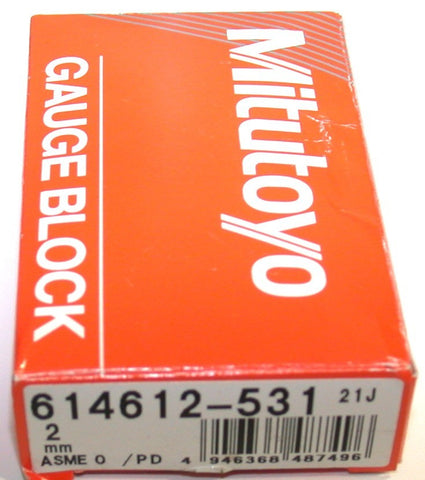 Mitutoyo
GAUGE BLOCK
614612-531 21J
2
mm
ASME 0 /PD 4 946368 487496